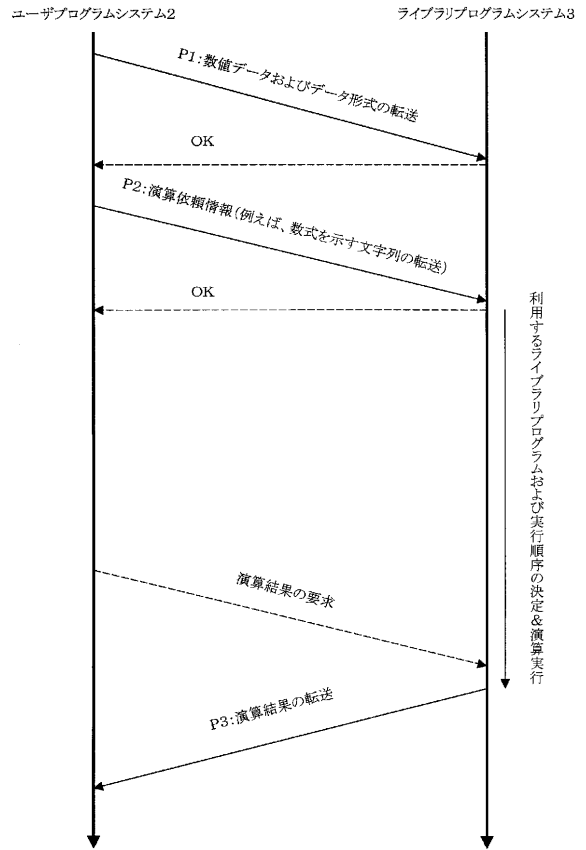 ユーザプログラムシステム2
ライブラリプログラムシステム3
P1:数値データおよびデータ形式の転送
OK
P2:演算依頼情報(例えば、数式を示す文字列の転送)
OK
利用するライブラリプログラムおよび実行順序の決定&演算実行
演算結果の要求
P3:演算結果の転送